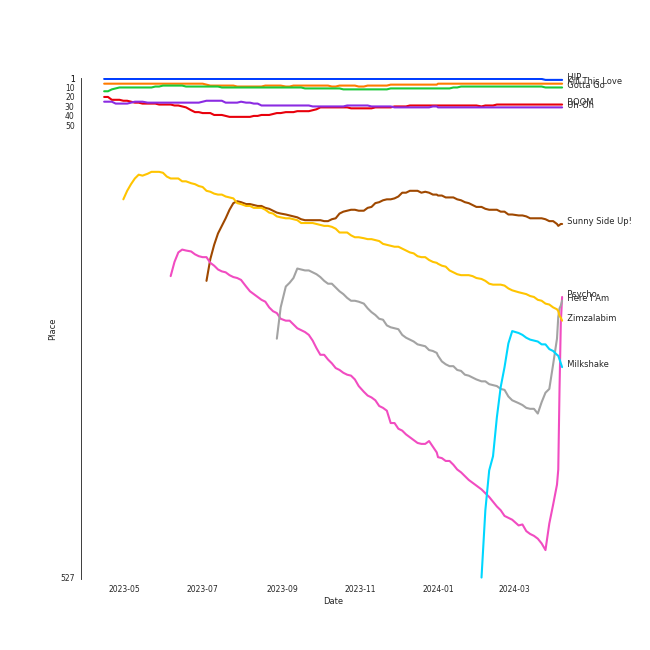 1
10
20
30
40
50
527
Place
2023-05
2023-07
2023-09
2023-11
2024-01
2024-03
Date
HIP
Kill This Love
Gotta Go
BOOM
Uh-Oh
Sunny Side Up!
Psycho
Here I Am
Zimzalabim
Milkshake